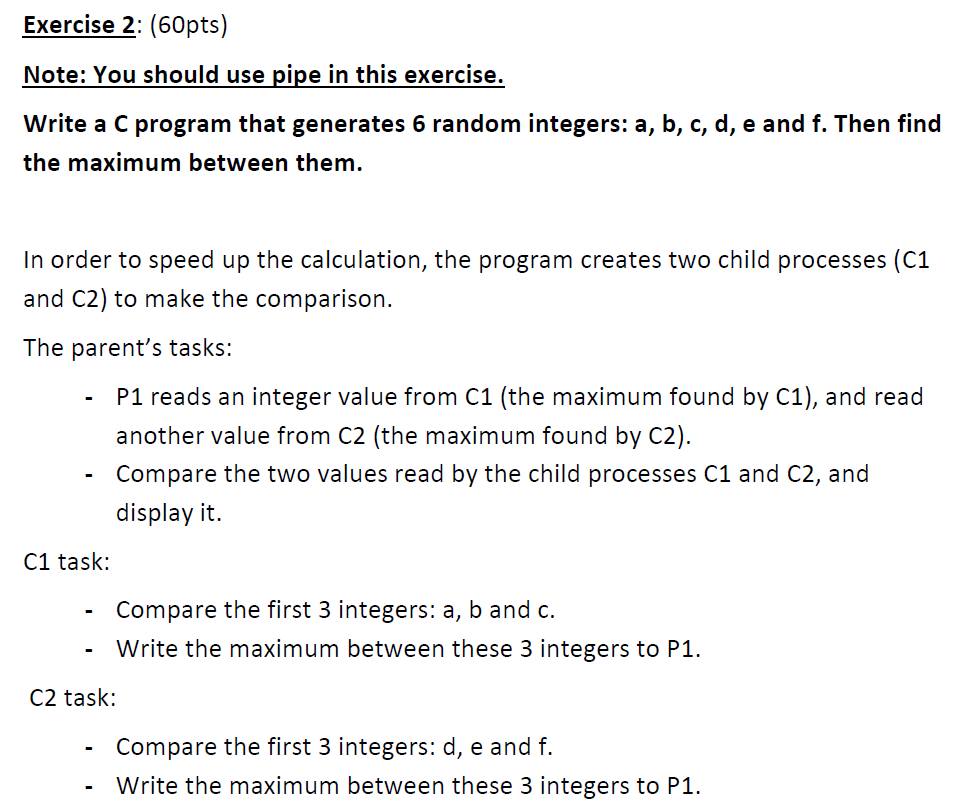 Exercise 2: (60pts)
Note: You should use pipe in this exercise.
Write a C program that generates 6 random integers: a, b, c, d, e and f. Then find
the maximum between them.
In order to speed up the calculation, the program creates two child processes (C1
and C2) to make the comparison.
The parent’s tasks:
- P1 reads an integer value from C1 (the maximum found by C1), and read
another value from C2 (the maximum found by C2).
- Compare the two values read by the child processes C1 and C2, and
display it.
C1 task:
- Compare the first 3 integers: a, b and c.
- Write the maximum between these 3 integers to P1.
C2 task:
- Compare the first 3 integers: d, e and f.
- Write the maximum between these 3 integers to P1.